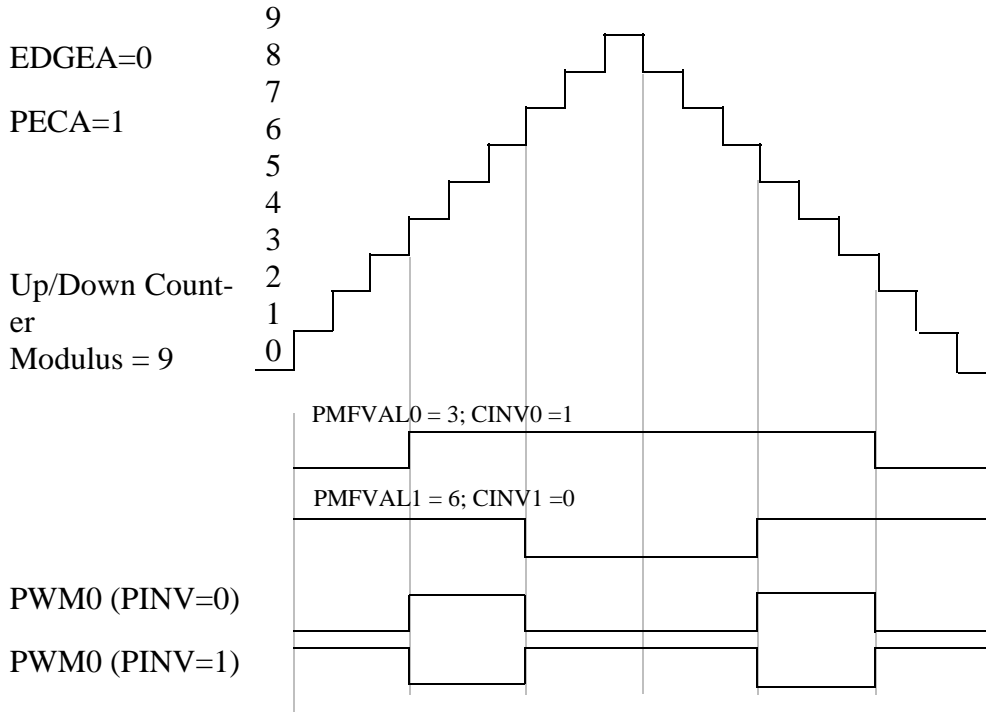 9
EDGEA=0
8
7
PECA=1
6
5
4
3
Up/Down Count-
2
er
1
Modulus = 9
0
PMFVAL0 = 3; CINV0 =1
PMFVAL1 = 6; CINV1 =0
PWM0 (PINV=0)
PWM0 (PINV=1)